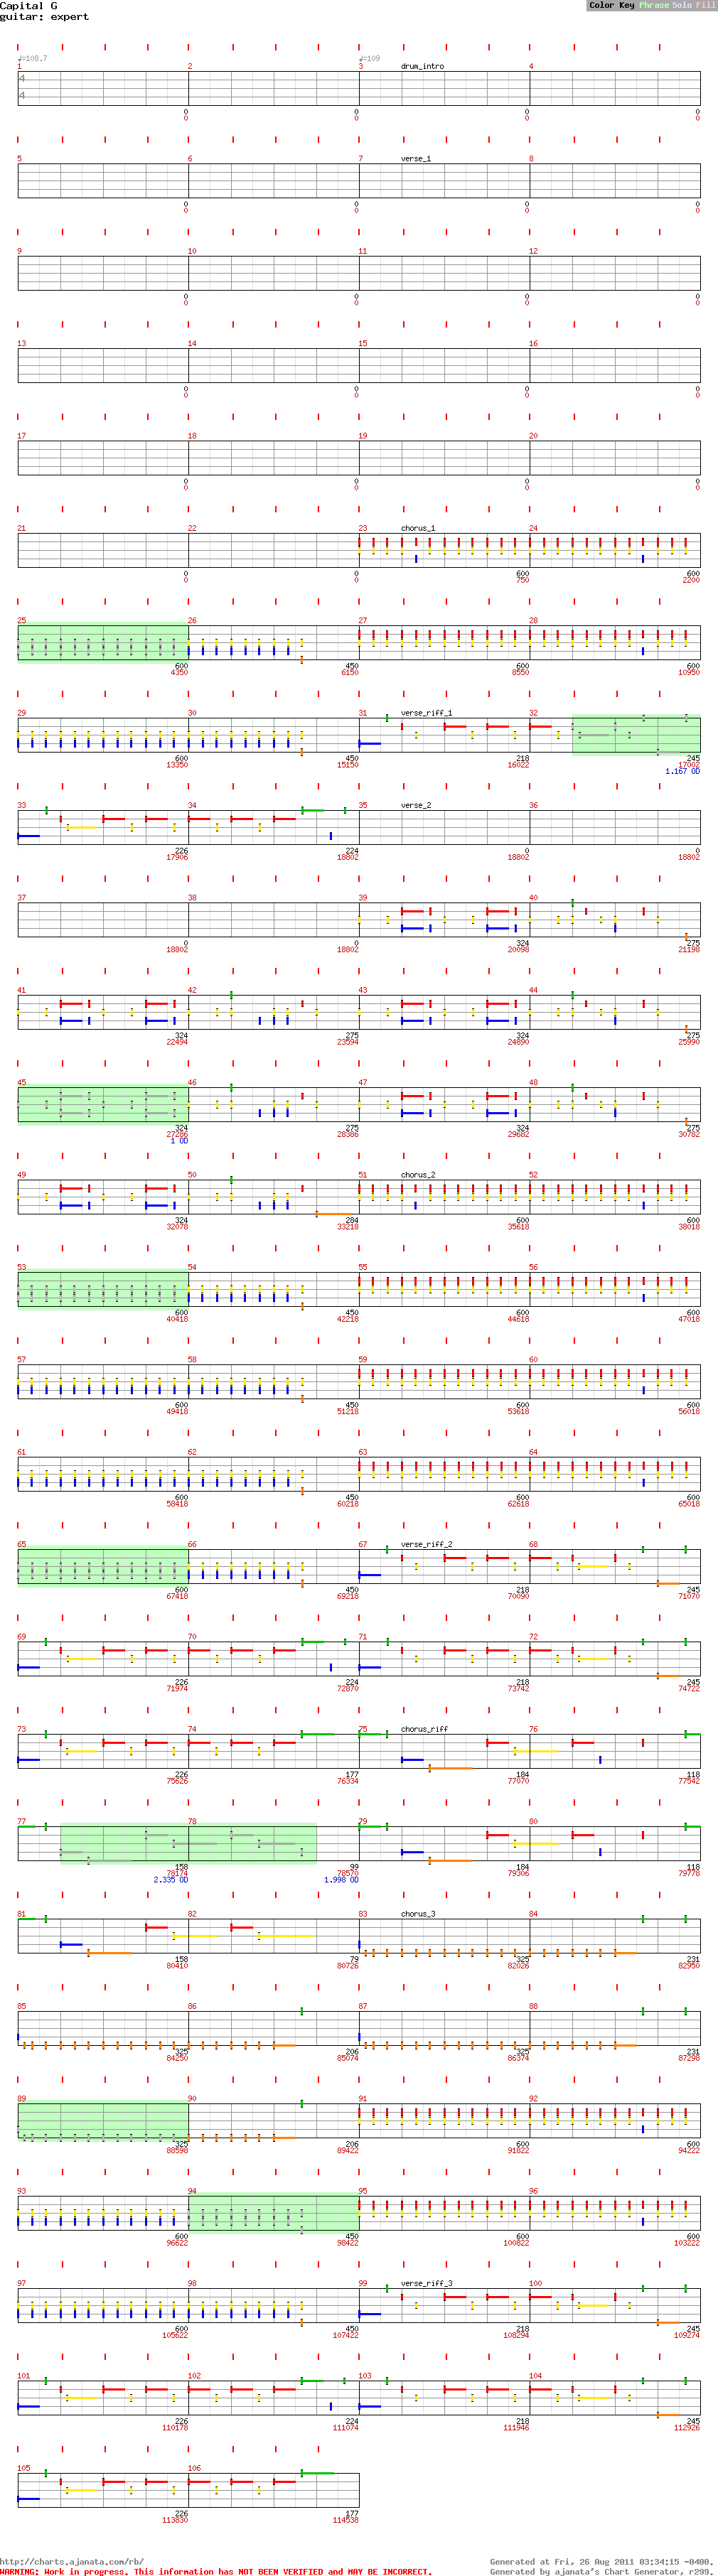 Capital G Color Key Phrase Solo Fill
guitar: expert
♩=108.7 ♩=109
1 2 3 drum_intro 4
4
4
0 0 0 0
0 0 0 0
5 6 7 verse_1 8
0 0 0 0
0 0 0 0
9 10 11 12
0 0 0 0
0 0 0 0
13 14 15 16
0 0 0 0
0 0 0 0
17 18 19 20
0 0 0 0
0 0 0 0
21 22 23 chorus_1 24
0 0 600 600
0 0 750 2200
25 26 27 28
600 450 600 600
4350 6150 8550 10950
29 30 31 verse_riff_1 32
600 450 218 245
13350 15150 16022 17002
1.167 OD
33 34 35 verse_2 36
226 224 0 0
17906 18802 18802 18802
37 38 39 40
0 0 324 275
18802 18802 20098 21198
41 42 43 44
324 275 324 275
22494 23594 24890 25990
45 46 47 48
324 275 324 275
27286 28386 29682 30782
1 OD
49 50 51 chorus_2 52
324 284 600 600
32078 33218 35618 38018
53 54 55 56
600 450 600 600
40418 42218 44618 47018
57 58 59 60
600 450 600 600
49418 51218 53618 56018
61 62 63 64
600 450 600 600
58418 60218 62618 65018
65 66 67 verse_riff_2 68
600 450 218 245
67418 69218 70090 71070
69 70 71 72
226 224 218 245
71974 72870 73742 74722
73 74 75 chorus_riff 76
226 177 184 118
75626 76334 77070 77542
77 78 79 80
158 99 184 118
78174 78570 79306 79778
2.335 OD 1.998 OD
81 82 83 chorus_3 84
158 79 325 231
80410 80726 82026 82950
85 86 87 88
325 206 325 231
84250 85074 86374 87298
89 90 91 92
325 206 600 600
88598 89422 91822 94222
93 94 95 96
600 450 600 600
96622 98422 100822 103222
97 98 99 verse_riff_3 100
600 450 218 245
105622 107422 108294 109274
101 102 103 104
226 224 218 245
110178 111074 111946 112926
105 106
226 177
113830 114538
http://charts.ajanata.com/rb/ Generated at Fri, 26 Aug 2011 03:34:15 -0400.
WARNING: Work in progress. This information has NOT BEEN VERIFIED and MAY BE INCORRECT. Generated by ajanata's Chart Generator, r299.